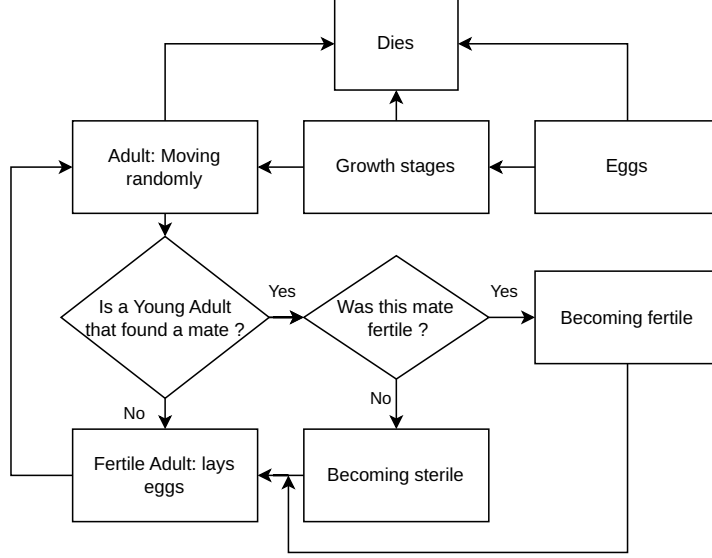 Dies
Adult: Moving
randomly
Growth stages
Eggs
Is a Young Adult
that found a mate ?
Yes
Was this mate
fertile ?
Yes
Becoming fertile
No
No
Fertile Adult: lays
eggs
Becoming sterile